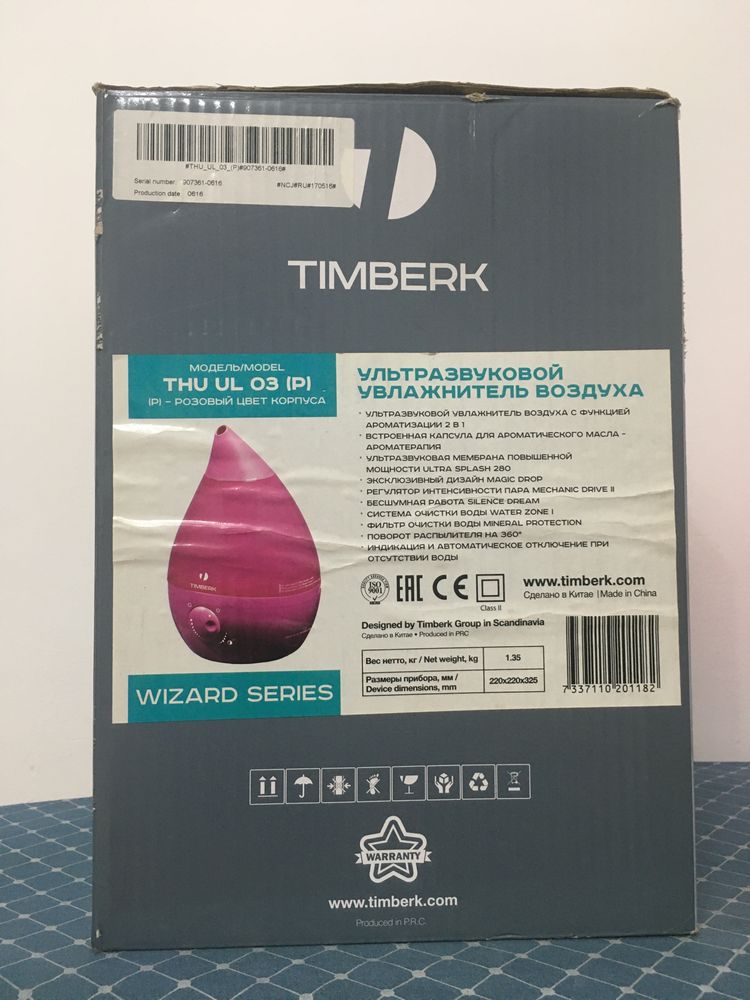 #THU_UL_03_(P)#907361-0616#
Serial number: 907361-0616 #NCJ#RU#170516#
Production date: 0616
TIMBERK
МОДЕЛЬ/MODEL
THU UL 03 (P)
(P) – РОЗОВЫЙ ЦВЕТ КОРПУСА
УЛЬТРАЗВУКОВОЙ
УВЛАЖНИТЕЛЬ ВОЗДУХА
· УЛЬТРАЗВУКОВОЙ УВЛАЖНИТЕЛЬ ВОЗДУХА С ФУНКЦИЕЙ
АРОМАТИЗАЦИИ 2 В 1
· ВСТРОЕННАЯ КАПСУЛА ДЛЯ АРОМАТИЧЕСКОГО МАСЛА –
АРОМАТЕРАПИЯ
· УЛЬТРАЗВУКОВАЯ МЕМБРАНА ПОВЫШЕННОЙ
МОЩНОСТИ ULTRA SPLASH 280
· ЭКСКЛЮЗИВНЫЙ ДИЗАЙН MAGIC DROP
· РЕГУЛЯТОР ИНТЕНСИВНОСТИ ПАРА MECHANIC DRIVE II
· БЕСШУМНАЯ РАБОТА SILENCE DREAM
· СИСТЕМА ОЧИСТКИ ВОДЫ WATER ZONE I
· ФИЛЬТР ОЧИСТКИ ВОДЫ MINERAL PROTECTION
· ПОВОРОТ РАСПЫЛИТЕЛЯ НА 360°
· ИНДИКАЦИЯ И АВТОМАТИЧЕСКОЕ ОТКЛЮЧЕНИЕ ПРИ
ОТСУТСТВИИ ВОДЫ
TIMBERK
ISO
9001
EAC CE
Class II
www.timberk.com
Сделано в Китае | Made in China
Designed by Timberk Group in Scandinavia
Сделано в Китае • Produced in PRC
Вес нетто, кг / Net weight, kg 1.35
Размеры прибора, мм / Device dimensions, mm 220x220x325
7 337110 201182
WIZARD SERIES
WARRANTY
www.timberk.com
Produced in P.R.C.